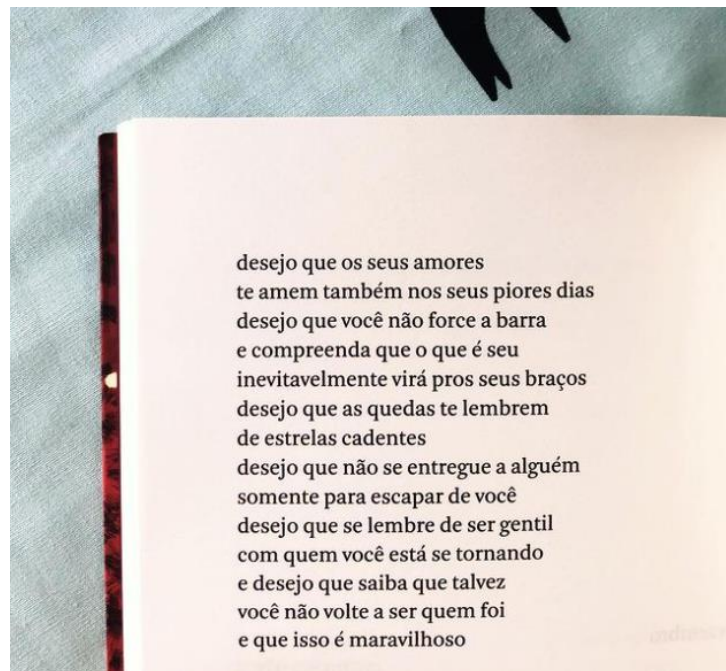 desejo que os seus amores
te amem também nos seus piores dias
desejo que você não force a barra
e compreenda que o que é seu
inevitavelmente virá pros seus braços
desejo que as quedas te lembrem
de estrelas cadentes
desejo que não se entregue a alguém
somente para escapar de você
desejo que se lembre de ser gentil
com quem você está se tornando
e desejo que saiba que talvez
você não volte a ser quem foi
e que isso é maravilhoso